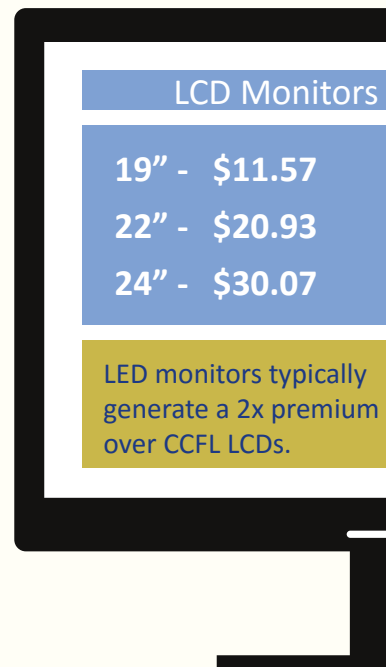 LCD Monitors
19” - $11.57
22” - $20.93
24” - $30.07
LED monitors typically
generate a 2x premium
over CCFL LCDs.